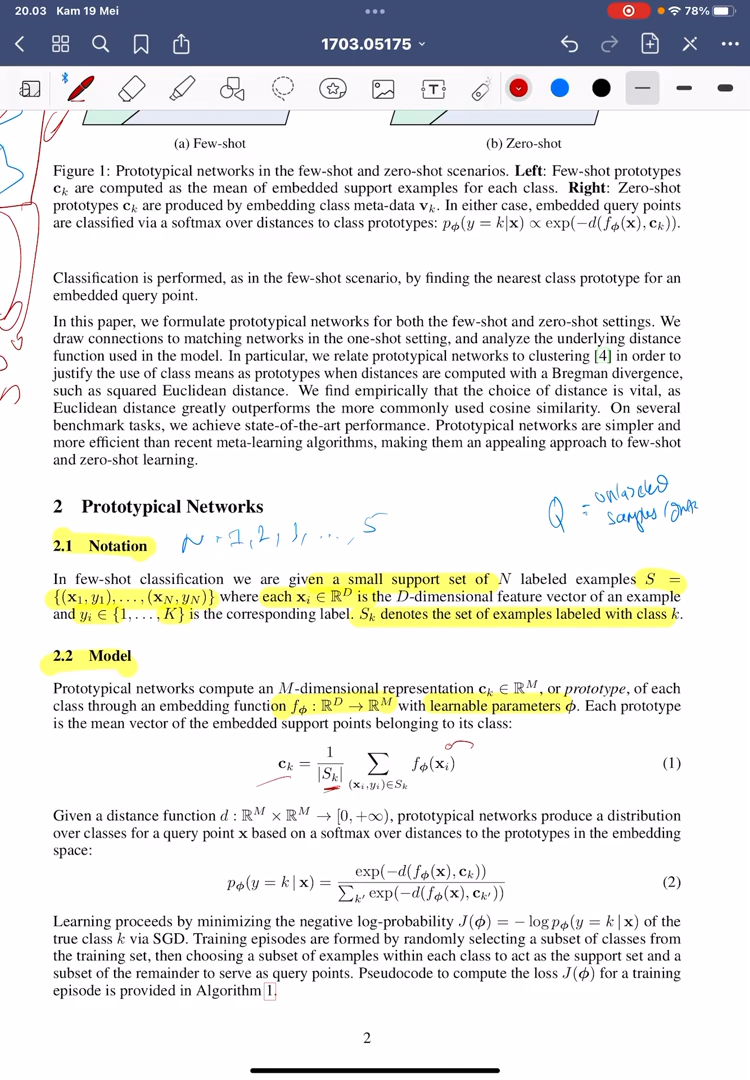 20.03 Kam 19 Mei
78%
1703.05175
T
(a) Few-shot
(b) Zero-shot
Figure 1: Prototypical networks in the few-shot and zero-shot scenarios. Left: Few-shot prototypes
c_k are computed as the mean of embedded support examples for each class. Right: Zero-shot
prototypes c_k are produced by embedding class meta-data v_k. In either case, embedded query points
are classified via a softmax over distances to class prototypes: p_ϕ(y = k|x) ∝ exp(−d(f_ϕ(x), c_k)).
Classification is performed, as in the few-shot scenario, by finding the nearest class prototype for an
embedded query point.
In this paper, we formulate prototypical networks for both the few-shot and zero-shot settings. We
draw connections to matching networks in the one-shot setting, and analyze the underlying distance
function used in the model. In particular, we relate prototypical networks to clustering [4] in order to
justify the use of class means as prototypes when distances are computed with a Bregman divergence,
such as squared Euclidean distance. We find empirically that the choice of distance is vital, as
Euclidean distance greatly outperforms the more commonly used cosine similarity. On several
benchmark tasks, we achieve state-of-the-art performance. Prototypical networks are simpler and
more efficient than recent meta-learning algorithms, making them an appealing approach to few-shot
and zero-shot learning.
2 Prototypical Networks
Q = unlabeled
samples
2.1 Notation
N = 1, 2, 3, ..., 5
In few-shot classification we are given a small support set of N labeled examples S =
{(x_1, y_1), . . . , (x_N, y_N)} where each x_i ∈ ℝ^D is the D-dimensional feature vector of an example
and y_i ∈ {1, . . . , K} is the corresponding label. S_k denotes the set of examples labeled with class k.
2.2 Model
Prototypical networks compute an M-dimensional representation c_k ∈ ℝ^M, or prototype, of each
class through an embedding function f_ϕ : ℝ^D → ℝ^M with learnable parameters ϕ. Each prototype
is the mean vector of the embedded support points belonging to its class:
c_k = 1/|S_k| ∑_{(x_i,y_i)∈S_k} f_ϕ(x_i) (1)
Given a distance function d : ℝ^M × ℝ^M → [0, +∞), prototypical networks produce a distribution
over classes for a query point x based on a softmax over distances to the prototypes in the embedding
space:
p_ϕ(y = k | x) = exp(−d(f_ϕ(x), c_k)) / ∑_{k'} exp(−d(f_ϕ(x), c_{k'})) (2)
Learning proceeds by minimizing the negative log-probability J(ϕ) = − log p_ϕ(y = k | x) of the
true class k via SGD. Training episodes are formed by randomly selecting a subset of classes from
the training set, then choosing a subset of examples within each class to act as the support set and a
subset of the remainder to serve as query points. Pseudocode to compute the loss J(ϕ) for a training
episode is provided in Algorithm 1.
2